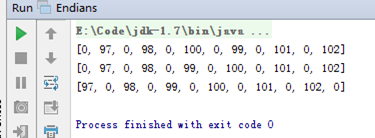 Run Endians
E:\Code\jdk-1.7\bin\java ...
[0, 97, 0, 98, 0, 100, 0, 99, 0, 101, 0, 102]
[0, 97, 0, 98, 0, 99, 0, 100, 0, 101, 0, 102]
[97, 0, 98, 0, 99, 0, 100, 0, 101, 0, 102, 0]
Process finished with exit code 0